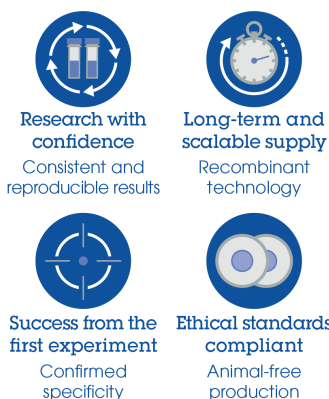 Research with
confidence
Consistent and
reproducible results
Long-term and
scalable supply
Recombinant
technology
Success from the
first experiment
Confirmed
specificity
Ethical standards
compliant
Animal-free
production